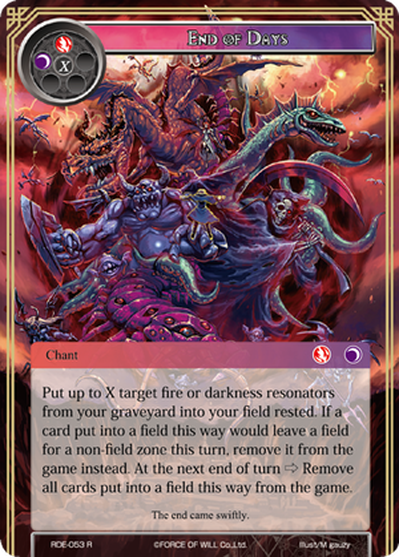 End of Days
X
Chant
Put up to X target fire or darkness resonators
from your graveyard into your field rested. If a
card put into a field this way would leave a field
for a non-field zone this turn, remove it from the
game instead. At the next end of turn ⇨ Remove
all cards put into a field this way from the game.
The end came swiftly.
RDE-053 R ©FORCE OF WILL Co.,Ltd. Illust/M gauzy